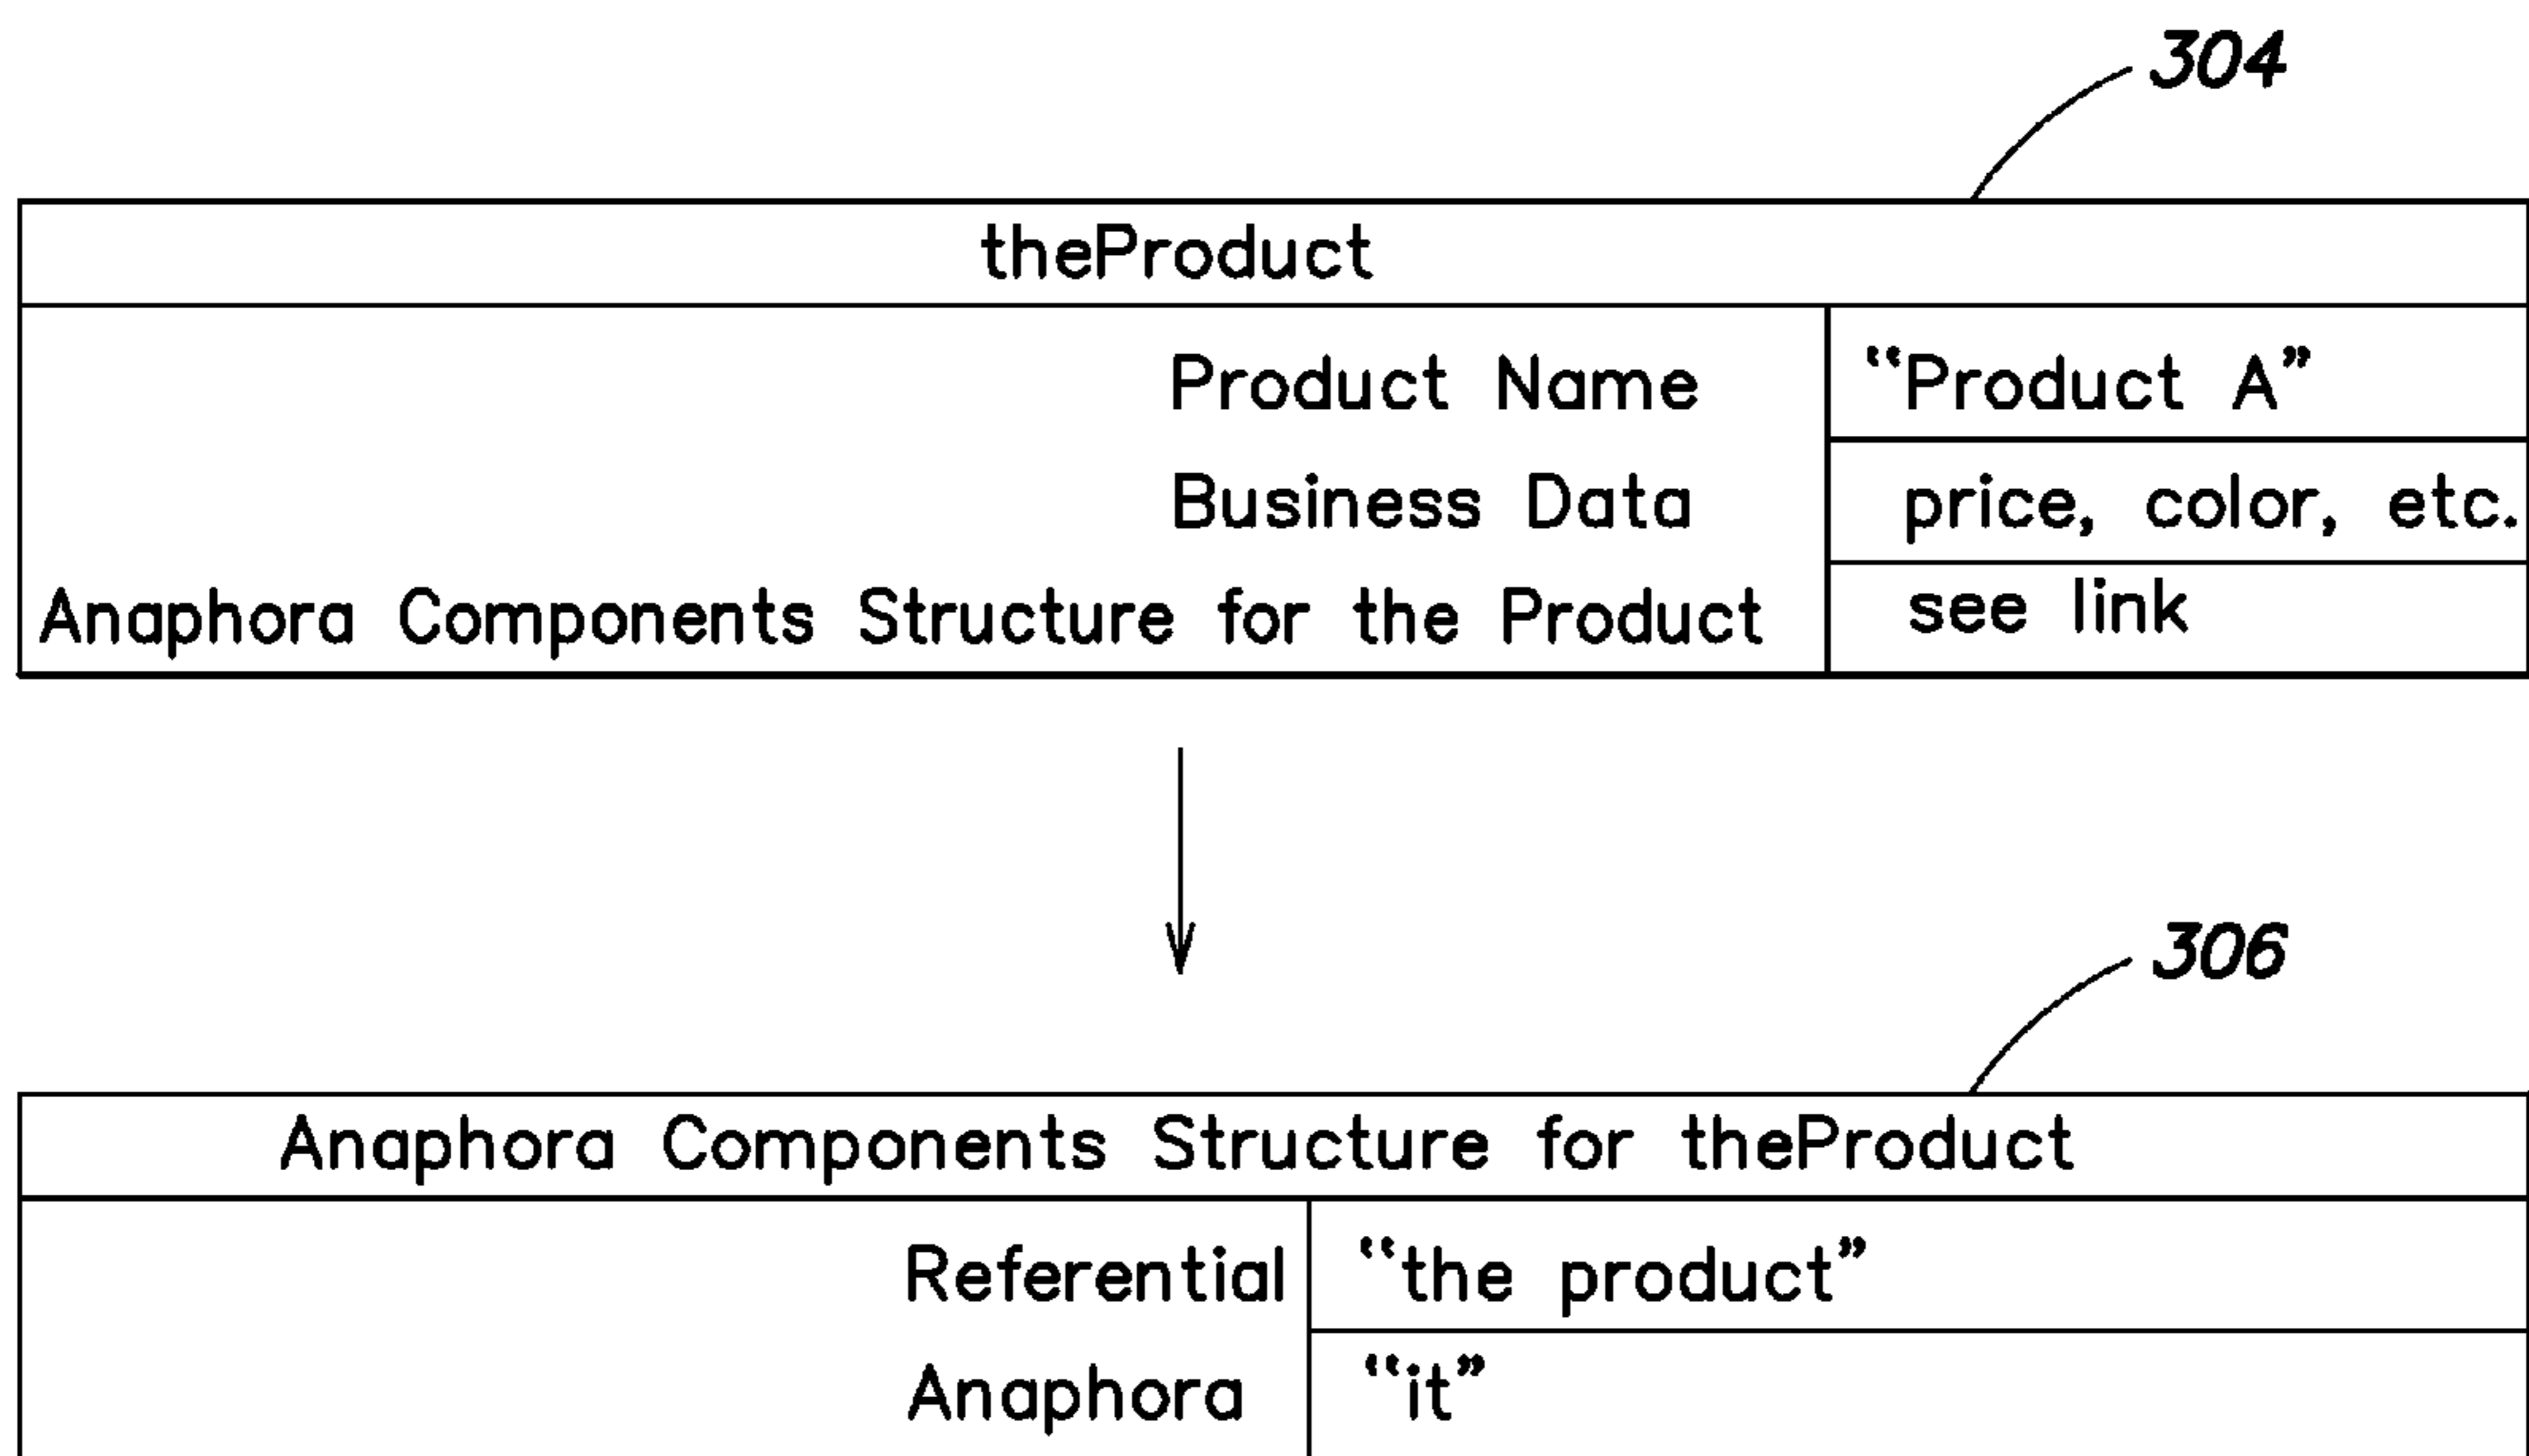 304
theProduct
Product Name “Product A”
Business Data price, color, etc.
Anaphora Components Structure for the Product see link
306
Anaphora Components Structure for theProduct
Referential “the product”
Anaphora “it”